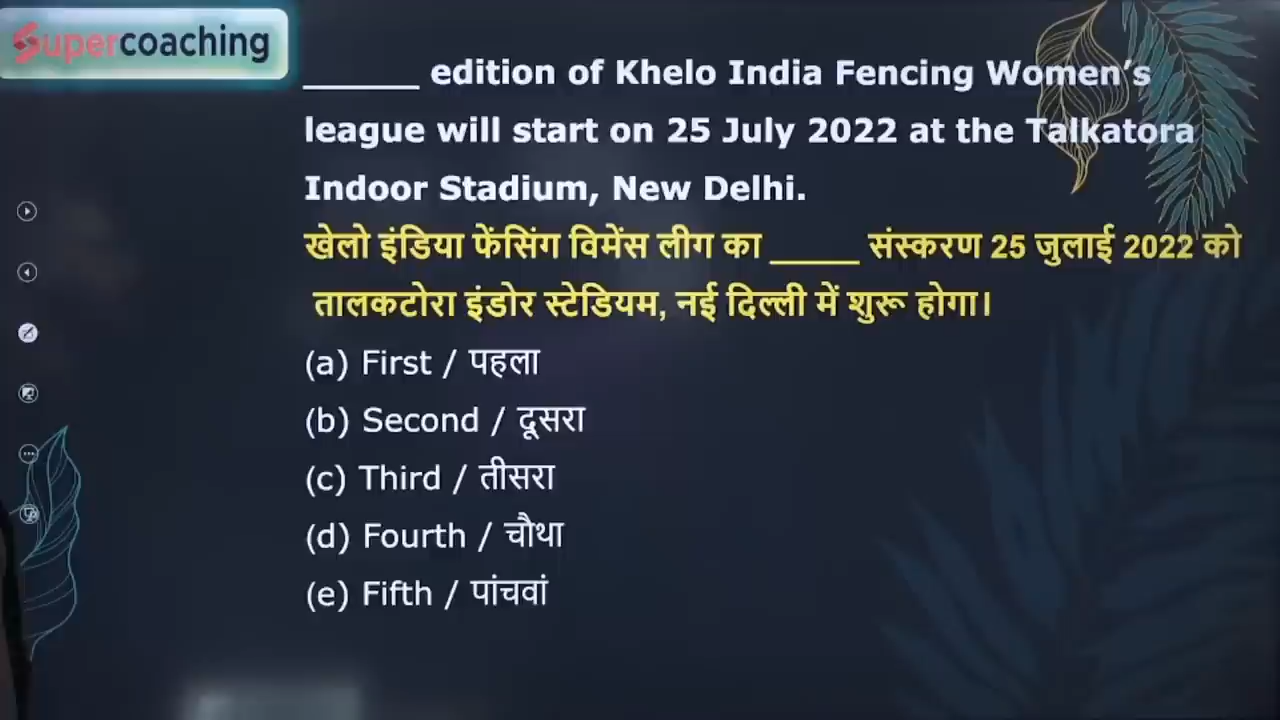 Supercoaching
______ edition of Khelo India Fencing Women's
league will start on 25 July 2022 at the Talkatora
Indoor Stadium, New Delhi.
खेलो इंडिया फेंसिंग विमेंस लीग का _____ संस्करण 25 जुलाई 2022 को
तालकटोरा इंडोर स्टेडियम, नई दिल्ली में शुरू होगा।
(a) First / पहला
(b) Second / दूसरा
(c) Third / तीसरा
(d) Fourth / चौथा
(e) Fifth / पांचवां